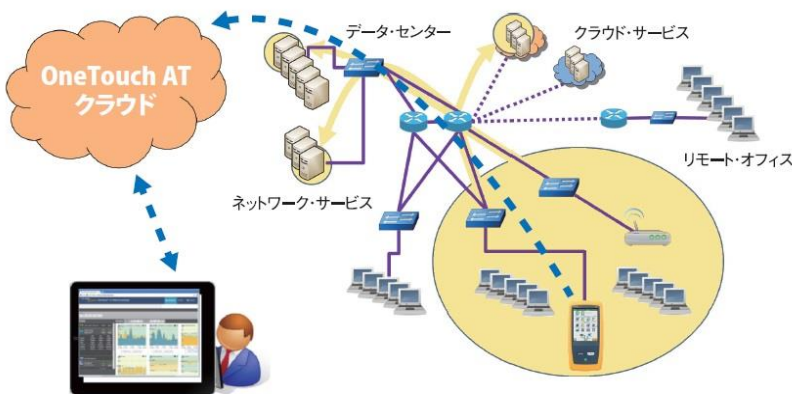 OneTouch AT
クラウド
データ・センター
クラウド・サービス
リモート・オフィス
ネットワーク・サービス